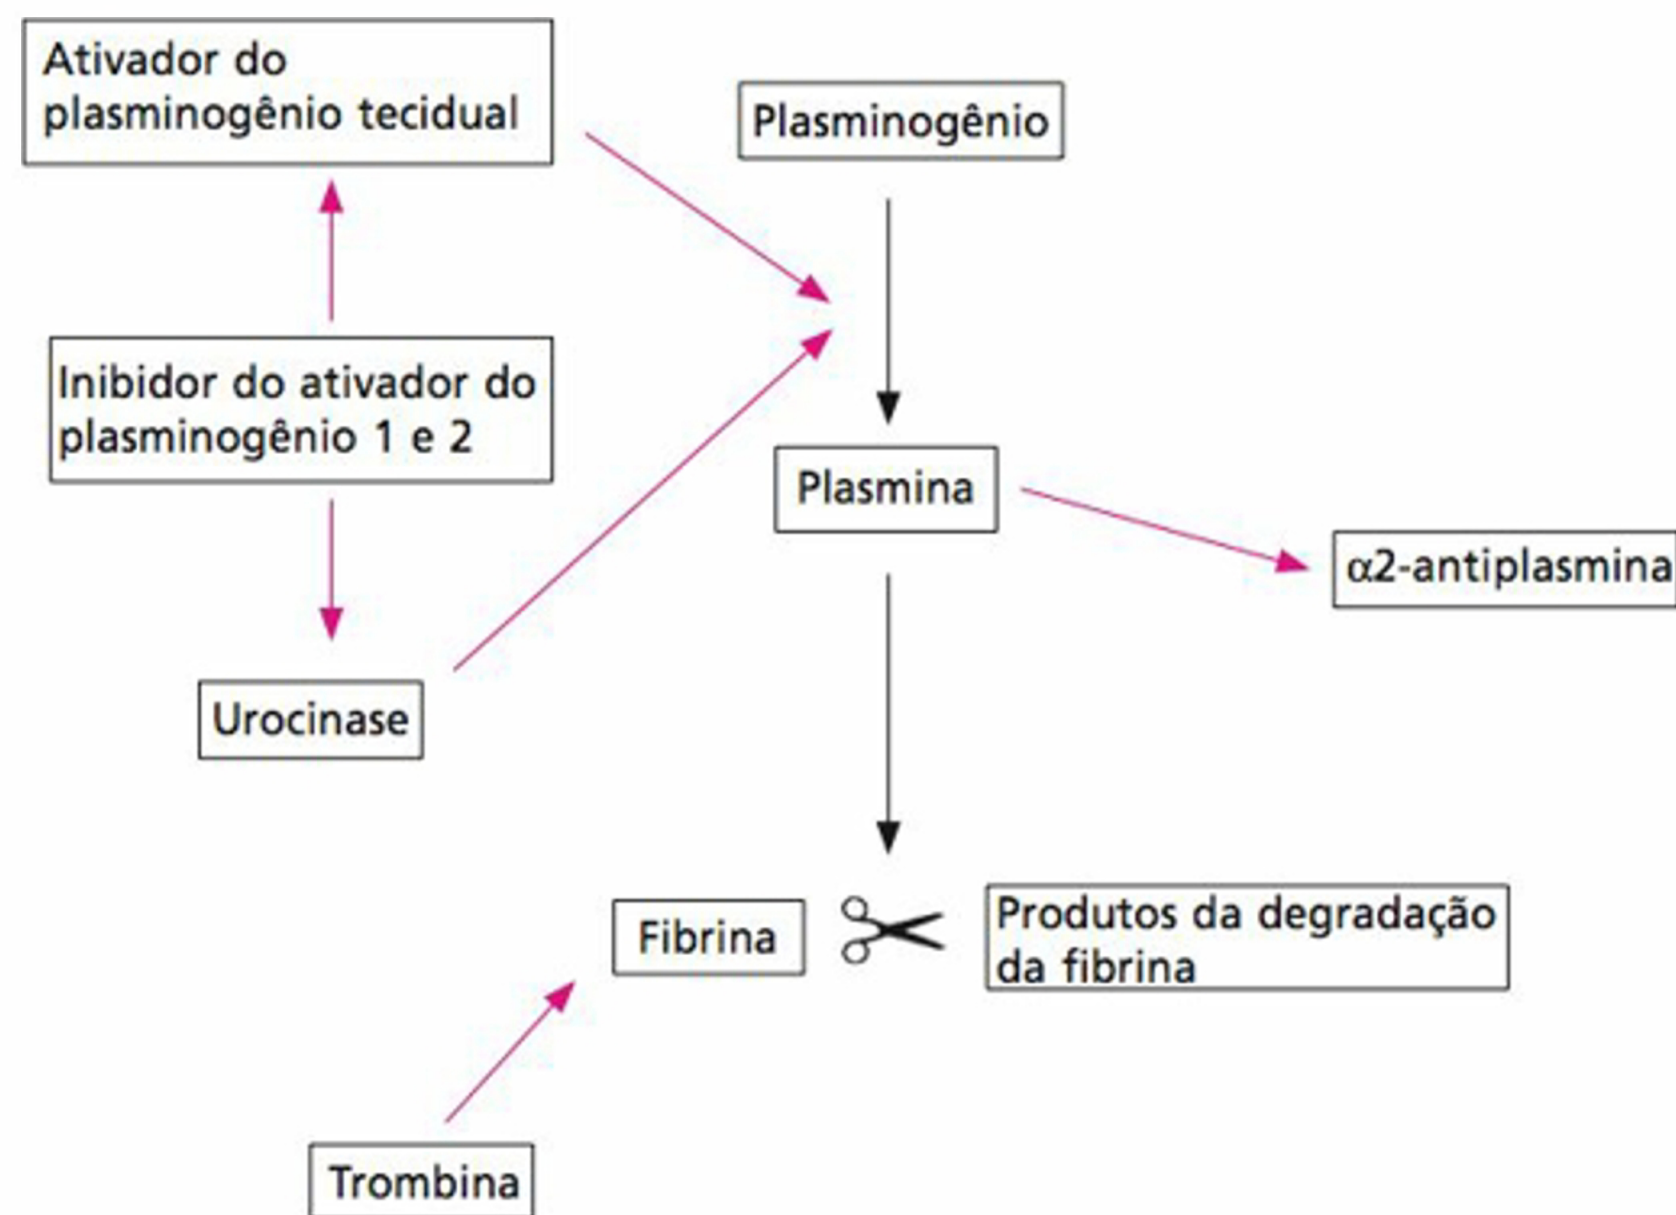 Ativador do
plasminogênio tecidual
Plasminogênio
Inibidor do ativador do
plasminogênio 1 e 2
Plasmina
α2-antiplasmina
Urocinase
Fibrina
Produtos da degradação
da fibrina
Trombina